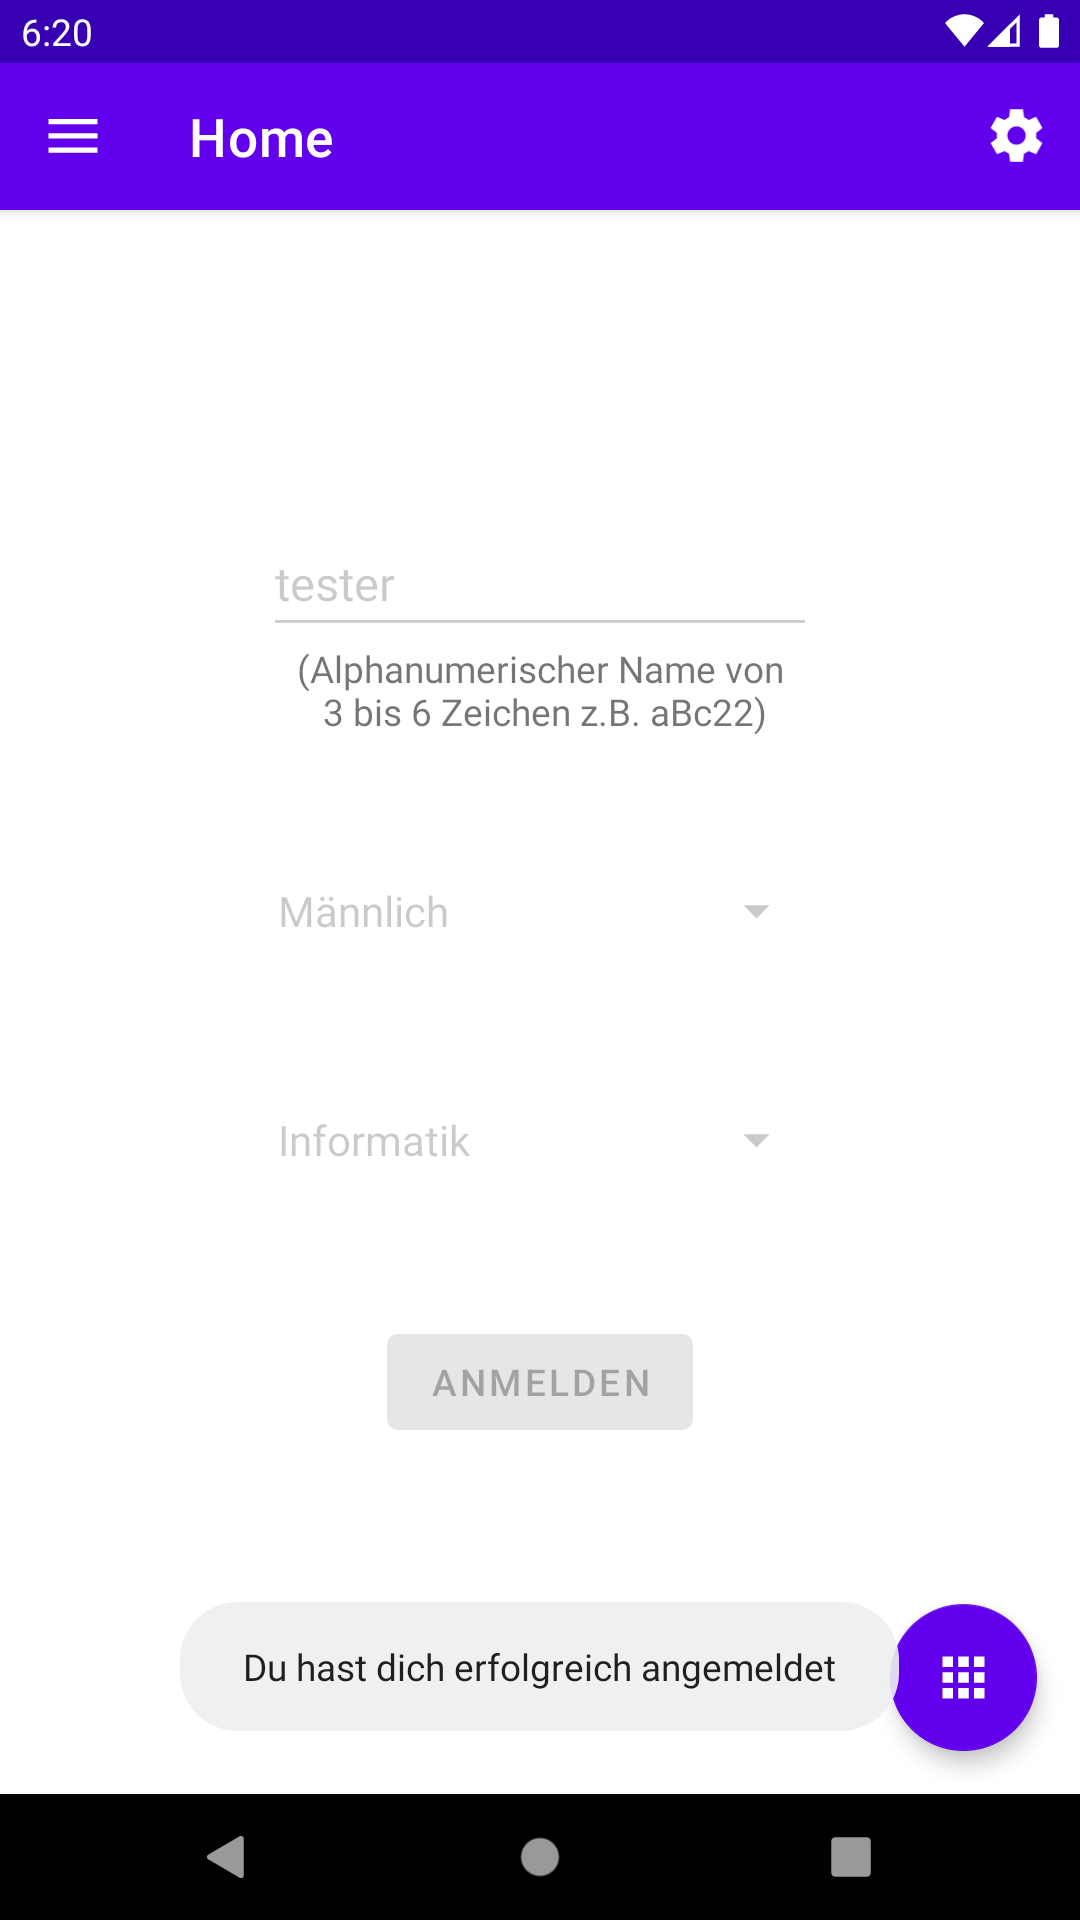 6:20
Home
tester
(Alphanumerischer Name von
3 bis 6 Zeichen z.B. aBc22)
Männlich
Informatik
ANMELDEN
Du hast dich erfolgreich angemeldet